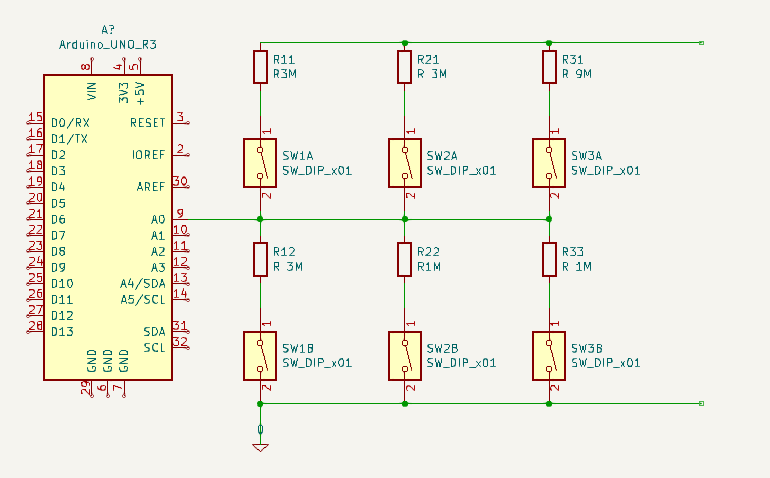 A?
Arduino_UNO_R3
8
4
5
VIN
3V3
+5V
15 D0/RX
16 D1/TX
17 D2
18 D3
19 D4
20 D5
21 D6
22 D7
23 D8
24 D9
25 D10
26 D11
27 D12
28 D13
RESET 3
IOREF 2
AREF 30
A0 9
A1 10
A2 11
A3 12
A4/SDA 13
A5/SCL 14
SDA 31
SCL 32
GND
GND
GND
29
6
7
R11
R3M
R21
R 3M
R31
R 9M
1
SW1A
SW_DIP_x01
2
1
SW2A
SW_DIP_x01
2
1
SW3A
SW_DIP_x01
2
R12
R 3M
R22
R1M
R33
R 1M
1
SW1B
SW_DIP_x01
2
1
SW2B
SW_DIP_x01
2
1
SW3B
SW_DIP_x01
2
0